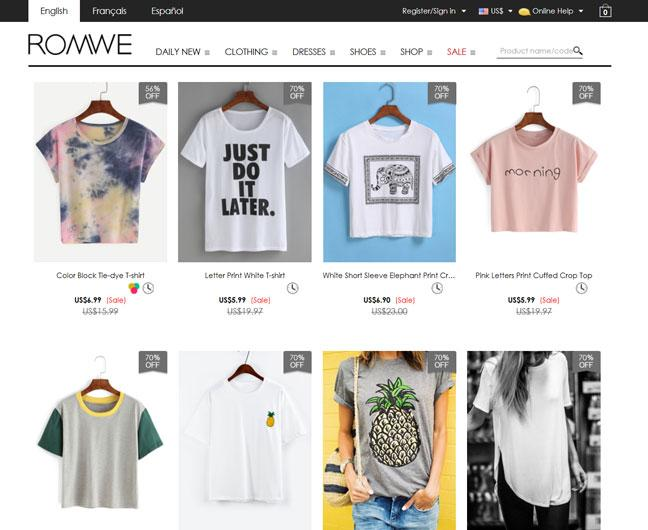 English Français Español Register/Sign in US$ Online Help 0
ROMWE DAILY NEW CLOTHING DRESSES SHOES SHOP SALE Product name/code
56% OFF
70% OFF
70% OFF
70% OFF
JUST
DO
IT
LATER.
morning
Color Block Tie-dye T-shirt
Letter Print White T-shirt
White Short Sleeve Elephant Print Cr...
Pink Letters Print Cuffed Crop Top
US$6.99 (Sale)
US$15.99
US$5.99 (Sale)
US$19.97
US$6.90 (Sale)
US$23.00
US$5.99 (Sale)
US$19.97
70% OFF
70% OFF
70% OFF
70% OFF